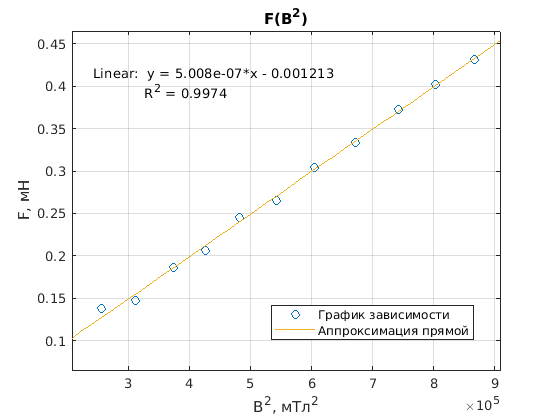 F(B²)
0.45
0.4
0.35
0.3
0.25
0.2
0.15
0.1
F, мН
Linear: y = 5.008e-07*x - 0.001213
R² = 0.9974
График зависимости
Аппроксимация прямой
3 4 5 6 7 8 9
×10⁵
B², мТл²